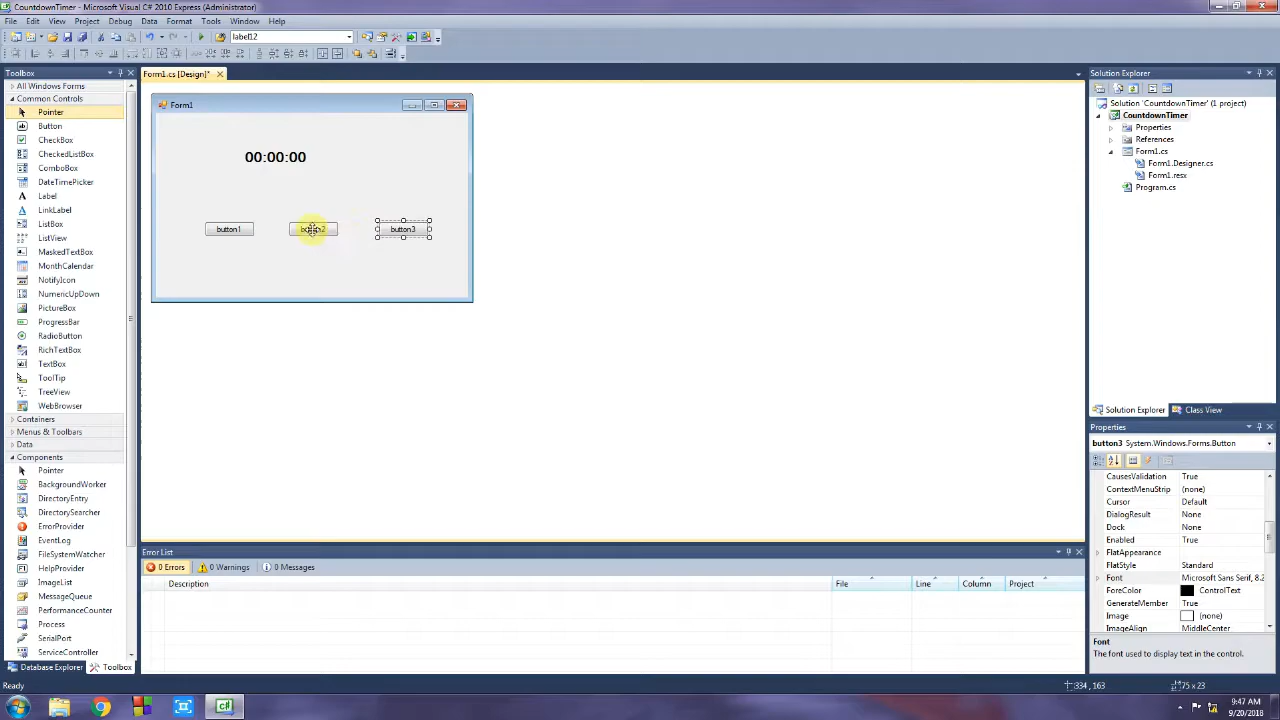 CountdownTimer - Microsoft Visual C# 2010 Express (Administrator)
File Edit View Project Debug Data Format Tools Window Help
label12
Toolbox
All Windows Forms
Common Controls
Pointer
Button
CheckBox
CheckedListBox
ComboBox
DateTimePicker
Label
LinkLabel
ListBox
ListView
MaskedTextBox
MonthCalendar
NotifyIcon
NumericUpDown
PictureBox
ProgressBar
RadioButton
RichTextBox
TextBox
ToolTip
TreeView
WebBrowser
Containers
Menus & Toolbars
Data
Components
Pointer
BackgroundWorker
DirectoryEntry
DirectorySearcher
ErrorProvider
EventLog
FileSystemWatcher
HelpProvider
ImageList
MessageQueue
PerformanceCounter
Process
SerialPort
ServiceController
Database Explorer Toolbox
Form1.cs [Design]*
Form1
00:00:00
button1 button3
Error List
0 Errors 0 Warnings 0 Messages
Description File Line Column Project
Solution Explorer
Solution 'CountdownTimer' (1 project)
CountdownTimer
Properties
References
Form1.cs
Form1.Designer.cs
Form1.resx
Program.cs
Solution Explorer Class View
Properties
button3 System.Windows.Forms.Button
CausesValidation True
ContextMenuStrip (none)
Cursor Default
DialogResult None
Dock None
Enabled True
FlatAppearance
FlatStyle Standard
Font Microsoft Sans Serif, 8.2
ForeColor ControlText
GenerateMember True
Image (none)
ImageAlign MiddleCenter
Font
The font used to display text in the control.
Ready 334 , 163 75 x 23
9:47 AM
9/20/2018